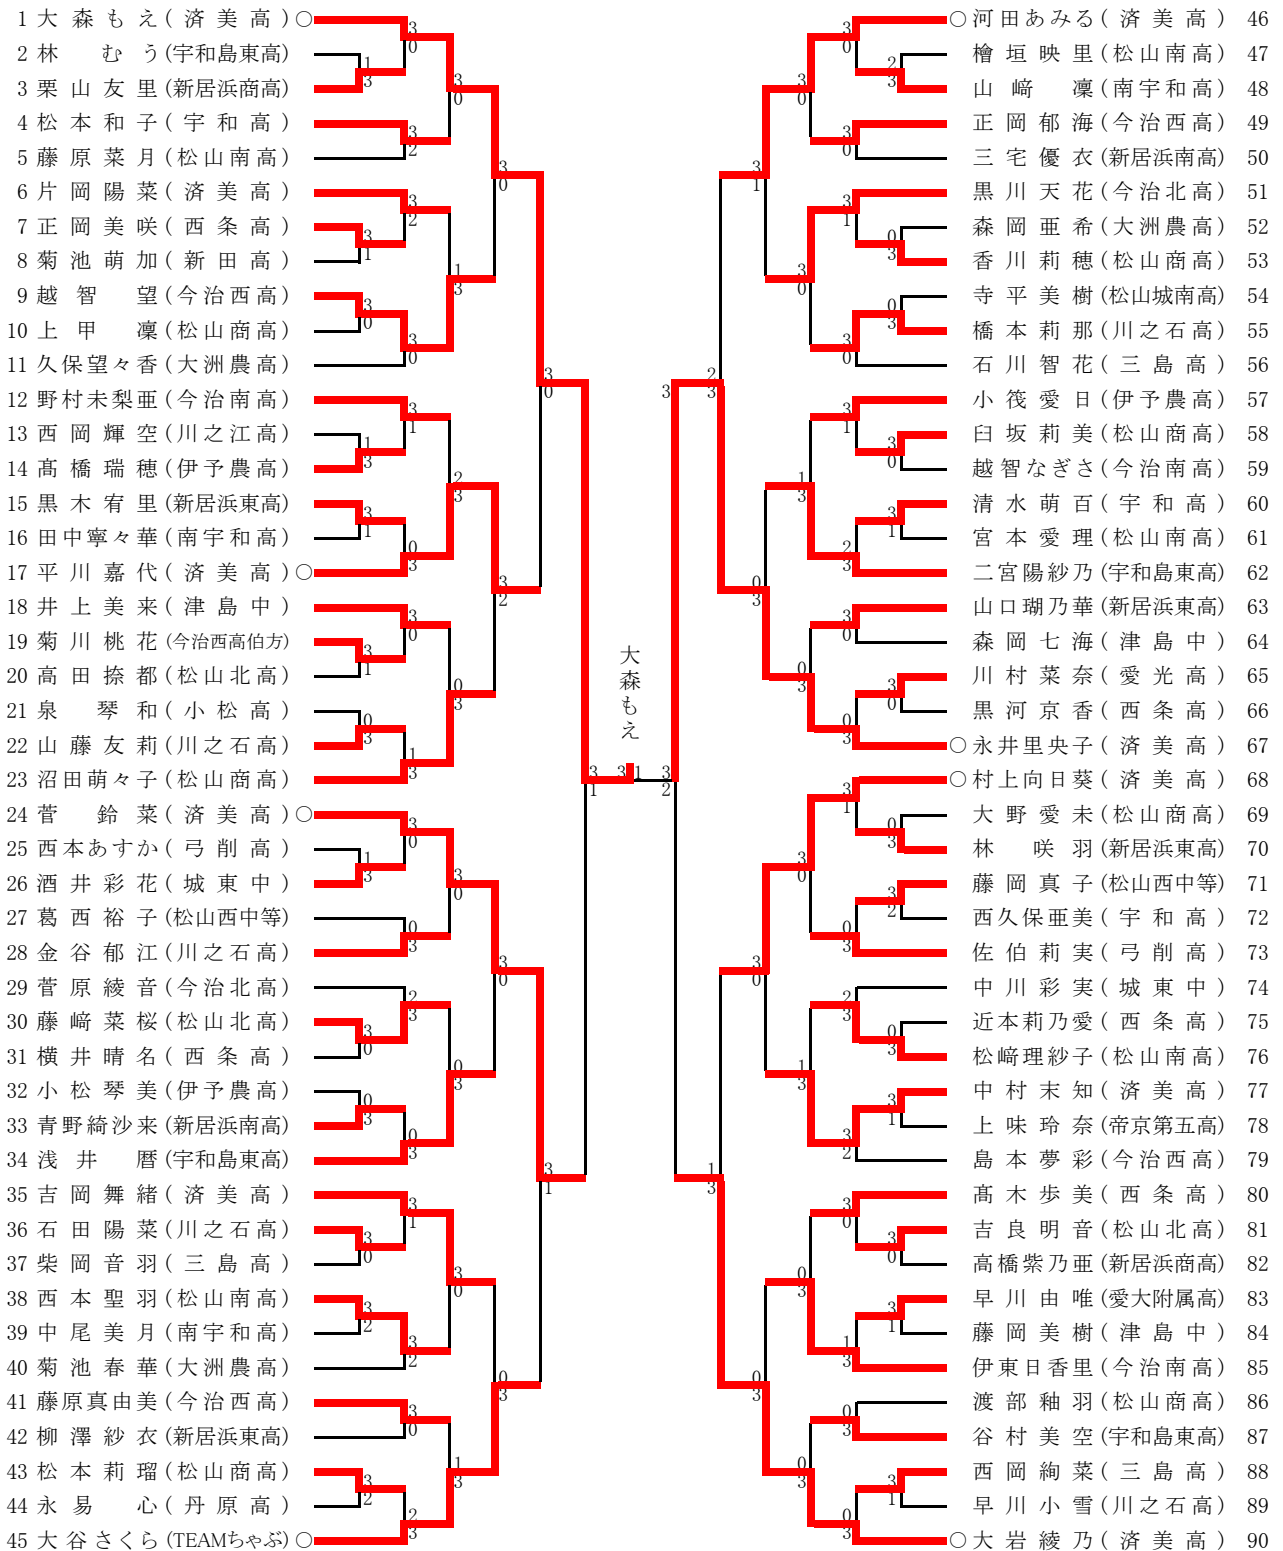 1 大森もえ(済美高)○
2 林むう(宇和島東高)
3 栗山友里(新居浜商高)
4 松本和子(宇和高)
5 藤原菜月(松山南高)
6 片岡陽菜(済美高)
7 正岡美咲(西条高)
8 菊池萌加(新田高)
9 越智望(今治西高)
10 上甲凜(松山商高)
11 久保望々香(大洲農高)
12 野村未梨亜(今治南高)
13 西岡輝空(川之江高)
14 髙橋瑞穂(伊予農高)
15 黒木宥里(新居浜東高)
16 田中寧々華(南宇和高)
17 平川嘉代(済美高)○
18 井上美来(津島中)
19 菊川桃花(今治西高伯方)
20 高田捺都(松山北高)
21 泉琴和(小松高)
22 山藤友莉(川之石高)
23 沼田萌々子(松山商高)
24 菅鈴菜(済美高)○
25 西本あすか(弓削高)
26 酒井彩花(城東中)
27 葛西裕子(松山西中等)
28 金谷郁江(川之石高)
29 菅原綾音(今治北高)
30 藤﨑菜桜(松山北高)
31 横井晴名(西条高)
32 小松琴美(伊予農高)
33 青野綺沙来(新居浜南高)
34 浅井暦(宇和島東高)
35 吉岡舞緒(済美高)
36 石田陽菜(川之石高)
37 柴岡音羽(三島高)
38 西本聖羽(松山南高)
39 中尾美月(南宇和高)
40 菊池春華(大洲農高)
41 藤原真由美(今治西高)
42 柳澤紗衣(新居浜東高)
43 松本莉瑠(松山商高)
44 永易心(丹原高)
45 大谷さくら(TEAMちゃぶ)○
大森もえ
3 1
○河田あみる(済美高) 46
檜垣映里(松山南高) 47
山﨑凜(南宇和高) 48
正岡郁海(今治西高) 49
三宅優衣(新居浜南高) 50
黒川天花(今治北高) 51
森岡亜希(大洲農高) 52
香川莉穂(松山商高) 53
寺平美樹(松山城南高) 54
橋本莉那(川之石高) 55
石川智花(三島高) 56
小筏愛日(伊予農高) 57
臼坂莉美(松山商高) 58
越智なぎさ(今治南高) 59
清水萌百(宇和高) 60
宮本愛理(松山南高) 61
二宮陽紗乃(宇和島東高) 62
山口瑚乃華(新居浜東高) 63
森岡七海(津島中) 64
川村菜奈(愛光高) 65
黒河京香(西条高) 66
○永井里央子(済美高) 67
○村上向日葵(済美高) 68
大野愛未(松山商高) 69
林咲羽(新居浜東高) 70
藤岡真子(松山西中等) 71
西久保亜美(宇和高) 72
佐伯莉実(弓削高) 73
中川彩実(城東中) 74
近本莉乃愛(西条高) 75
松﨑理紗子(松山南高) 76
中村末知(済美高) 77
上味玲奈(帝京第五高) 78
島本夢彩(今治西高) 79
髙木歩美(西条高) 80
吉良明音(松山北高) 81
高橋紫乃亜(新居浜商高) 82
早川由唯(愛大附属高) 83
藤岡美樹(津島中) 84
伊東日香里(今治南高) 85
渡部釉羽(松山商高) 86
谷村美空(宇和島東高) 87
西岡絢菜(三島高) 88
早川小雪(川之石高) 89
○大岩綾乃(済美高) 90